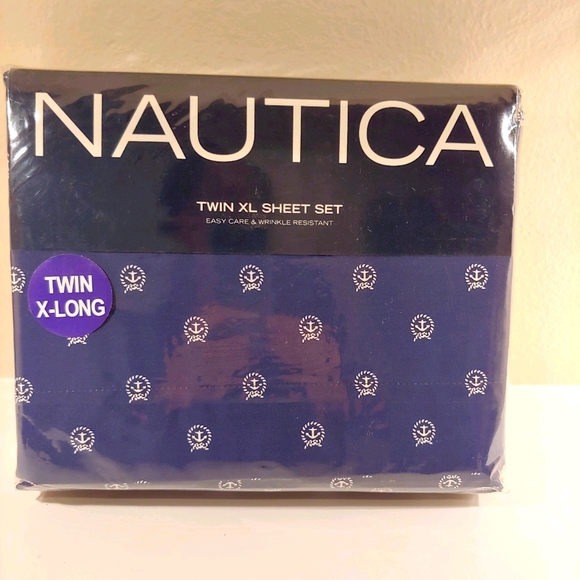 NAUTICA
TWIN XL SHEET SET
EASY CARE & WRINKLE RESISTANT
TWIN
X-LONG